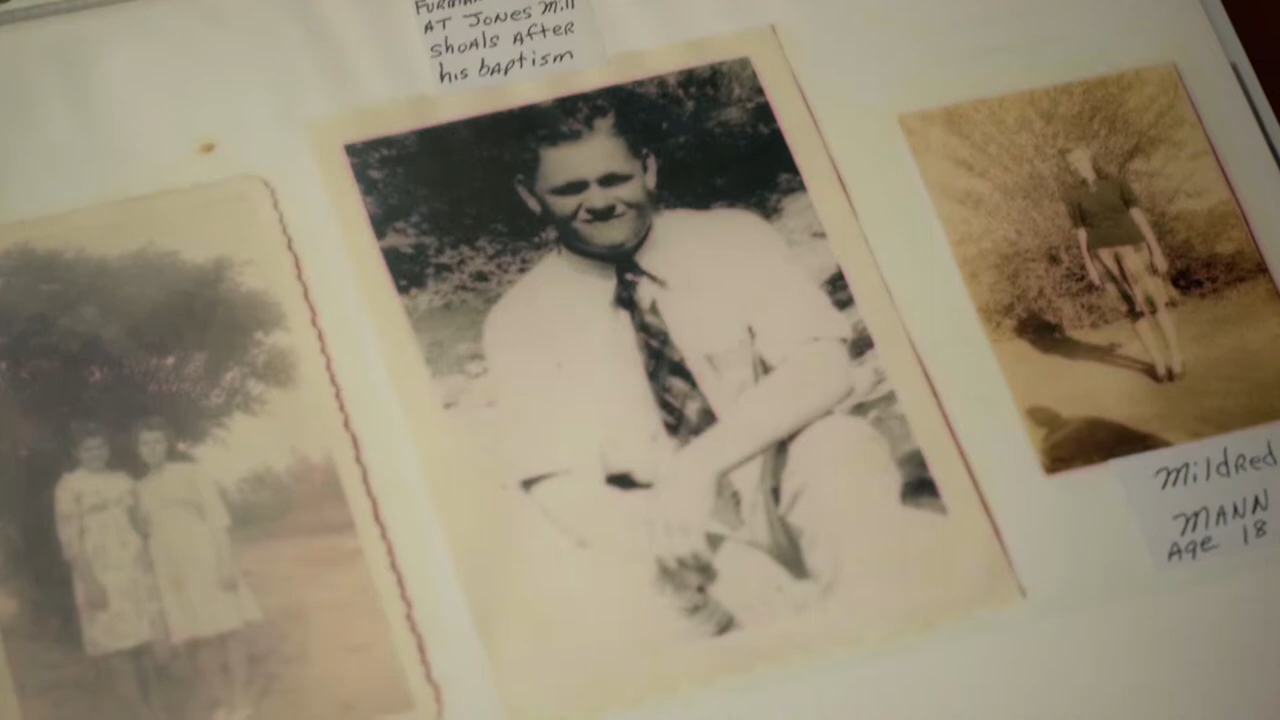 AT JONES Mill
shoAls AfteR
his bAptism
MildRed
MANN
Age 18